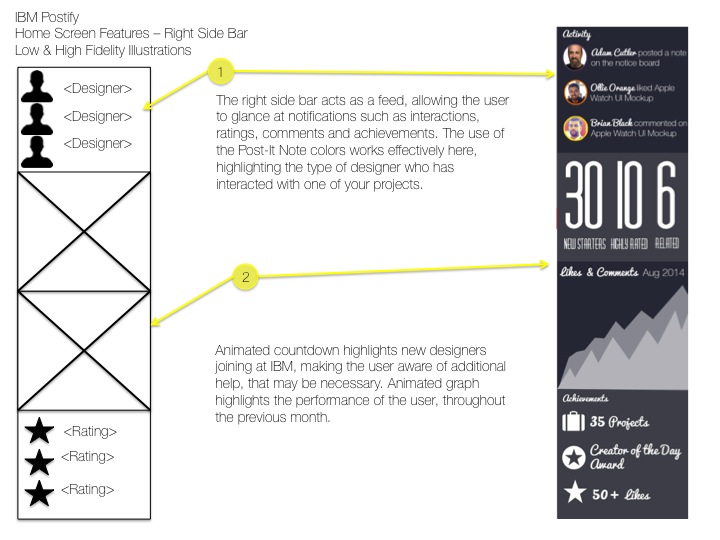 IBM Postify
Home Screen Features – Right Side Bar
Low & High Fidelity Illustrations
<Designer>
<Designer>
<Designer>
<Rating>
<Rating>
<Rating>
1
The right side bar acts as a feed, allowing the user
to glance at notifications such as interactions,
ratings, comments and achievements. The use of
the Post-It Note colors works effectively here,
highlighting the type of designer who has
interacted with one of your projects.
2
Animated countdown highlights new designers
joining at IBM, making the user aware of additional
help, that may be necessary. Animated graph
highlights the performance of the user, throughout
the previous month.
Activity
Adam Cutler posted a note
on the notice board
Ollie Orange liked Apple
Watch UI Mockup
Brian Black commented on
Apple Watch UI Mockup
30 10 6
NEW STARTERS HIGHLY RATED RELATED
Likes & Comments Aug 2014
Achievements
35 Projects
Creator of the Day
Award
50+ likes